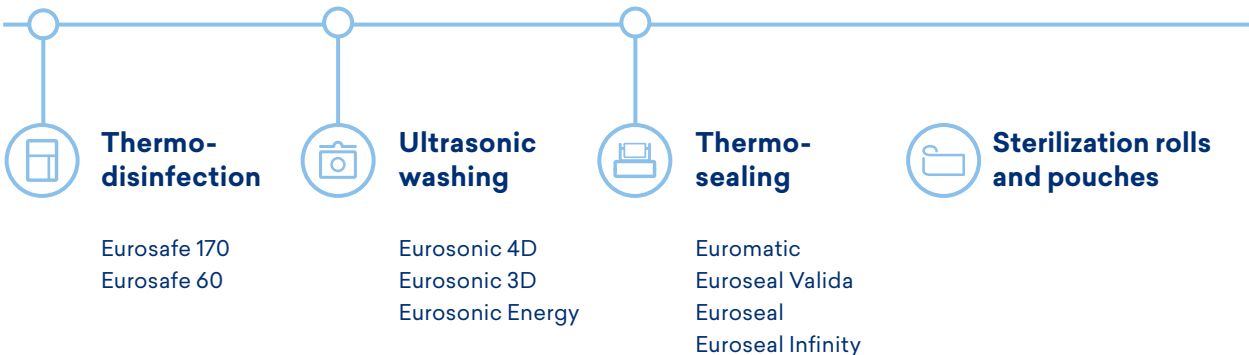 Thermo-
disinfection
Eurosafe 170
Eurosafe 60
Ultrasonic
washing
Eurosonic 4D
Eurosonic 3D
Eurosonic Energy
Thermo-
sealing
Euromatic
Euroseal Valida
Euroseal
Euroseal Infinity
Sterilization rolls
and pouches